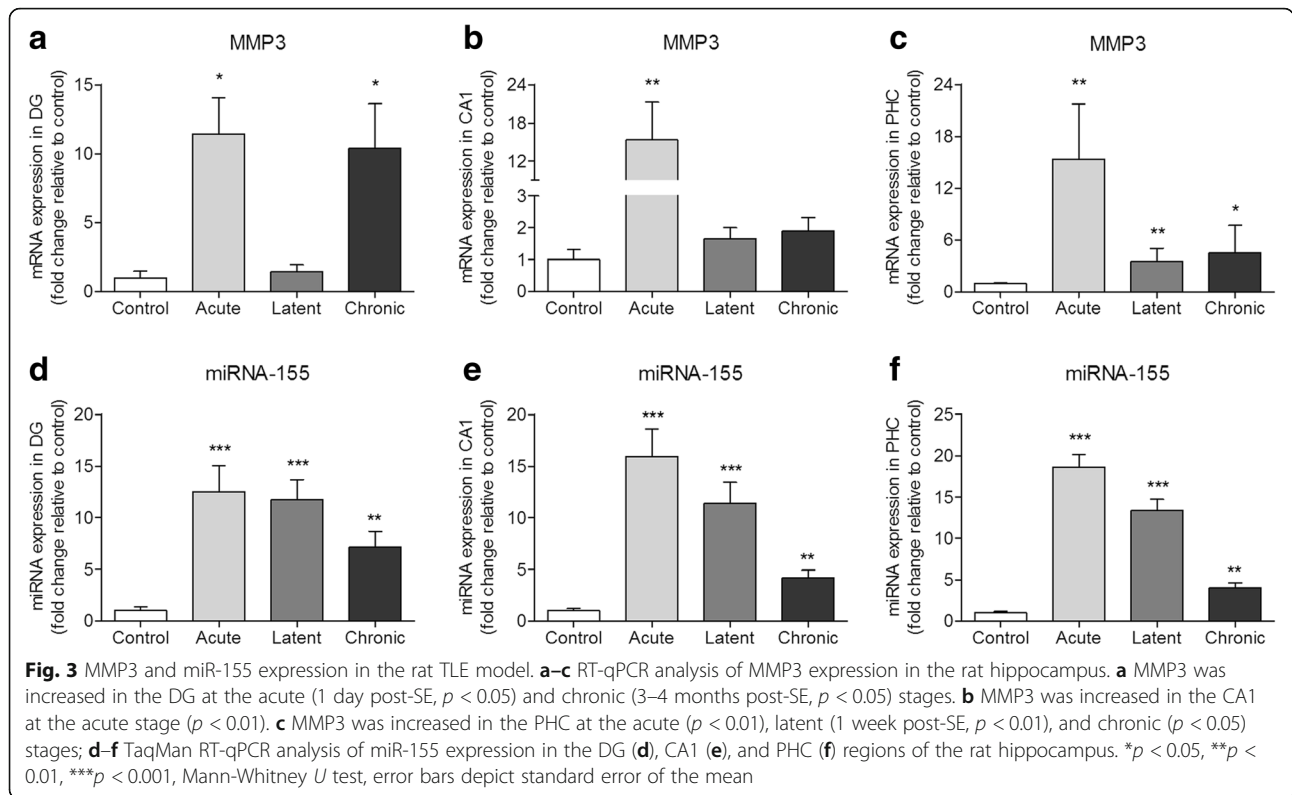 a
MMP3
mRNA expression in DG
(fold change relative to control)
15
10
5
0
*
*
Control Acute Latent Chronic
b
MMP3
mRNA expression in CA1
(fold change relative to control)
24
20
16
12
3
2
1
0
**
Control Acute Latent Chronic
c
MMP3
mRNA expression in PHC
(fold change relative to control)
24
18
12
6
0
**
**
*
Control Acute Latent Chronic
d
miRNA-155
miRNA expression in DG
(fold change relative to control)
20
15
10
5
0
***
***
**
Control Acute Latent Chronic
e
miRNA-155
miRNA expression in CA1
(fold change relative to control)
20
15
10
5
0
***
***
**
Control Acute Latent Chronic
f
miRNA-155
miRNA expression in PHC
(fold change relative to control)
25
20
15
10
5
0
***
***
**
Control Acute Latent Chronic
Fig. 3 MMP3 and miR-155 expression in the rat TLE model. a–c RT-qPCR analysis of MMP3 expression in the rat hippocampus. a MMP3 was
increased in the DG at the acute (1 day post-SE, p < 0.05) and chronic (3–4 months post-SE, p < 0.05) stages. b MMP3 was increased in the CA1
at the acute stage (p < 0.01). c MMP3 was increased in the PHC at the acute (p < 0.01), latent (1 week post-SE, p < 0.01), and chronic (p < 0.05)
stages; d–f TaqMan RT-qPCR analysis of miR-155 expression in the DG (d), CA1 (e), and PHC (f) regions of the rat hippocampus. *p < 0.05, **p <
0.01, ***p < 0.001, Mann-Whitney U test, error bars depict standard error of the mean